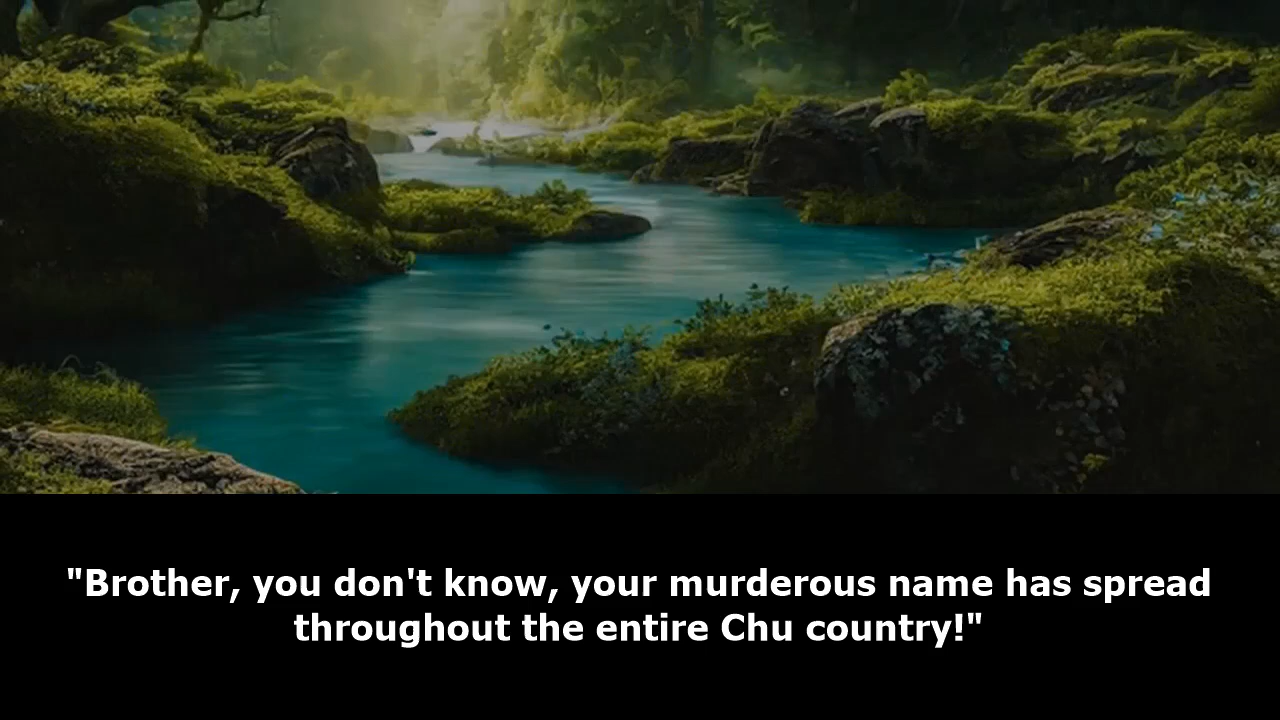 "Brother, you don't know, your murderous name has spread
throughout the entire Chu country!"